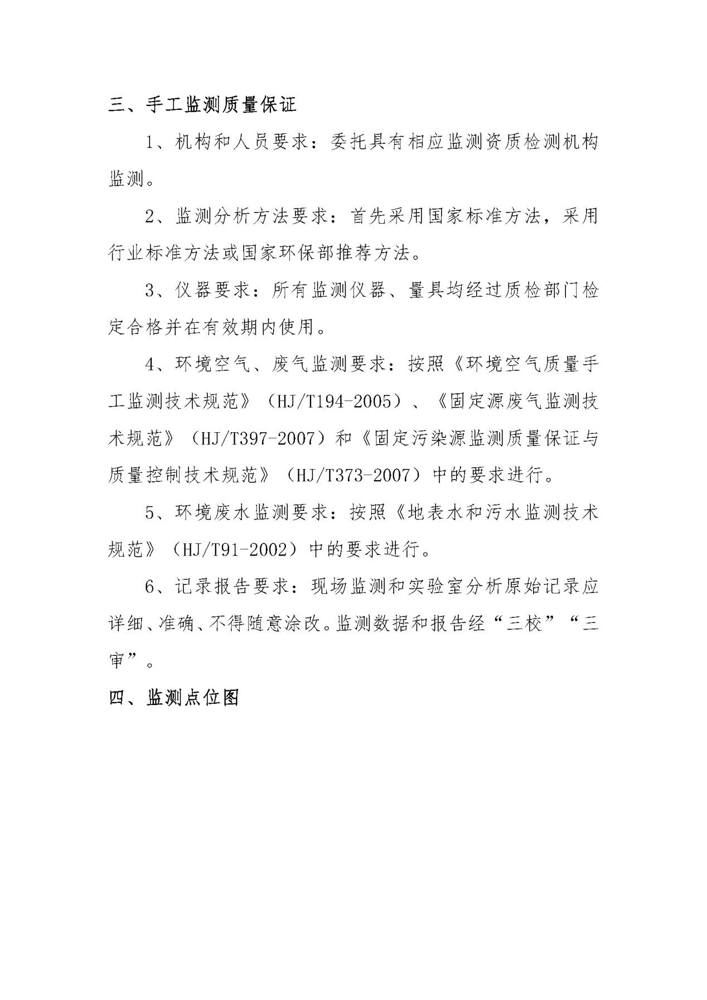 三、手工监测质量保证
1、机构和人员要求：委托具有相应监测资质检测机构
监测。
2、监测分析方法要求：首先采用国家标准方法，采用
行业标准方法或国家环保部推荐方法。
3、仪器要求：所有监测仪器、量具均经过质检部门检
定合格并在有效期内使用。
4、环境空气、废气监测要求：按照《环境空气质量手
工监测技术规范》（HJ/T194-2005）、《固定源废气监测技
术规范》（HJ/T397-2007）和《固定污染源监测质量保证与
质量控制技术规范》（HJ/T373-2007）中的要求进行。
5、环境废水监测要求：按照《地表水和污水监测技术
规范》（HJ/T91-2002）中的要求进行。
6、记录报告要求：现场监测和实验室分析原始记录应
详细、准确、不得随意涂改。监测数据和报告经“三校”“三
审”。
四、监测点位图